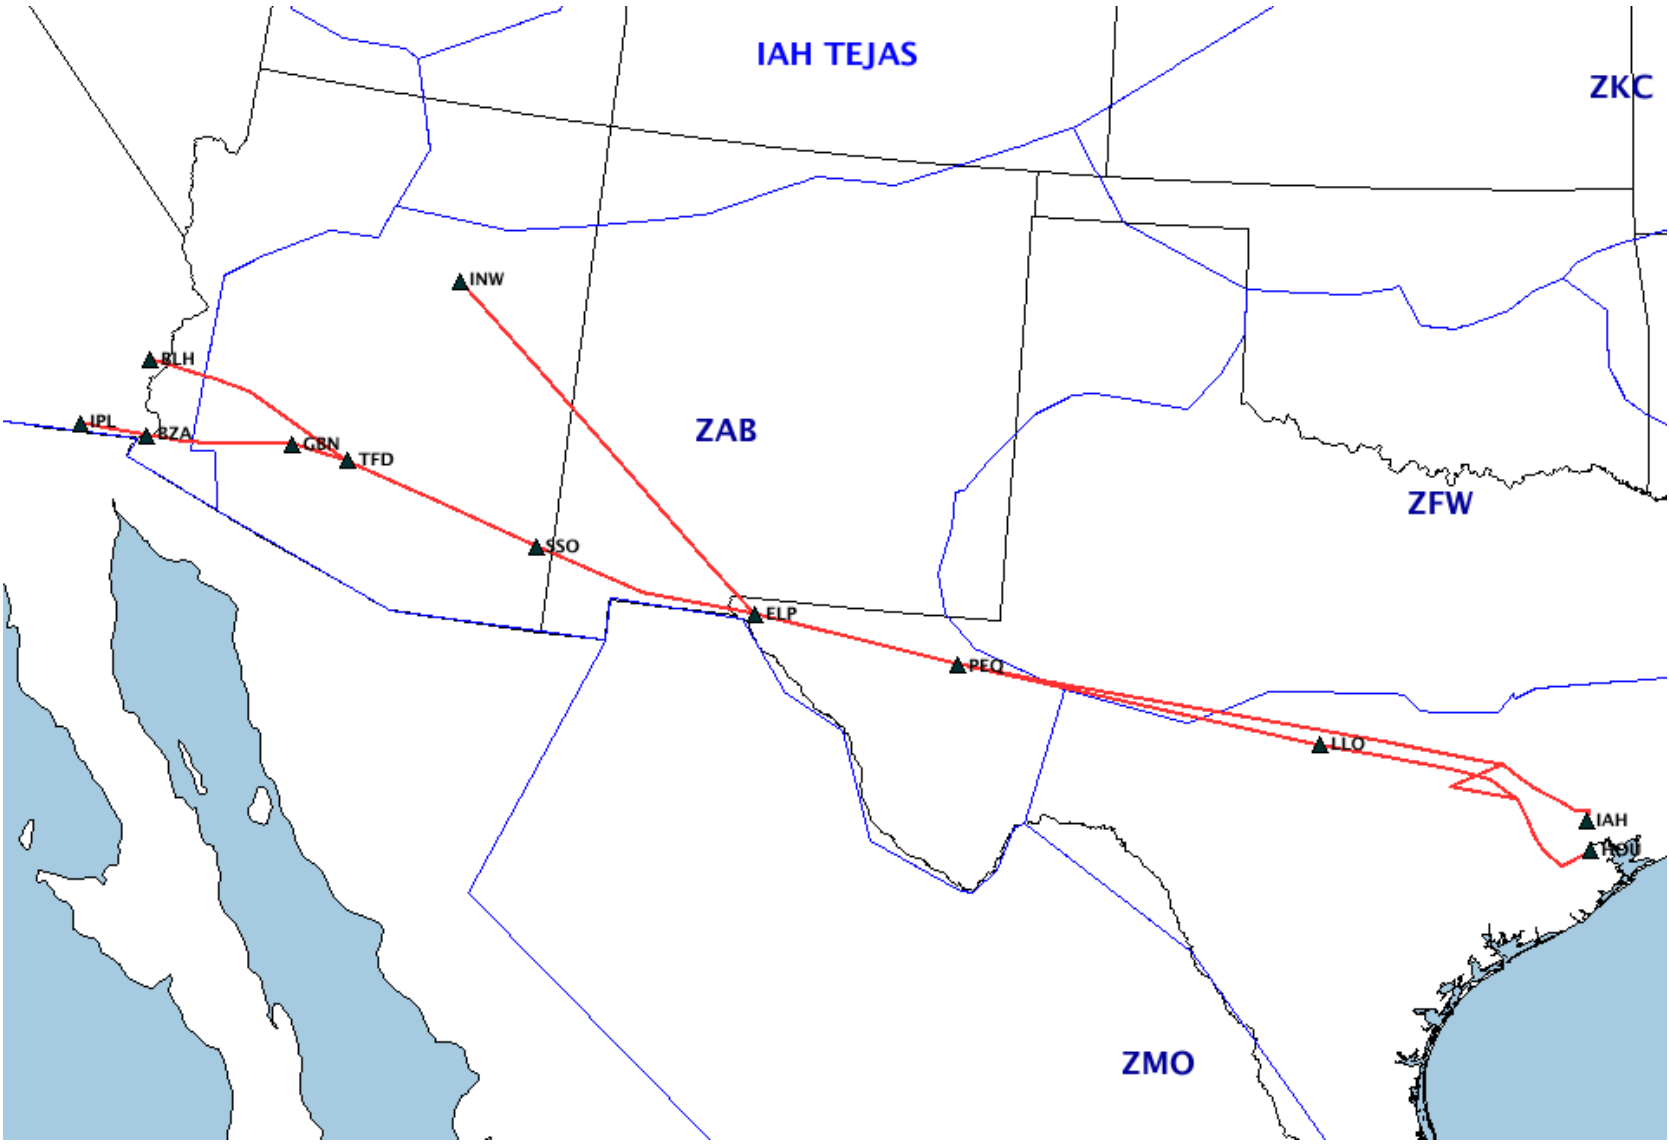 IAH TEJAS
ZKC
INW
BLH
IPL
BZA
GBN
TFD
ZAB
ZFW
SSO
ELP
PEQ
LLO
IAH
HOU
ZMO